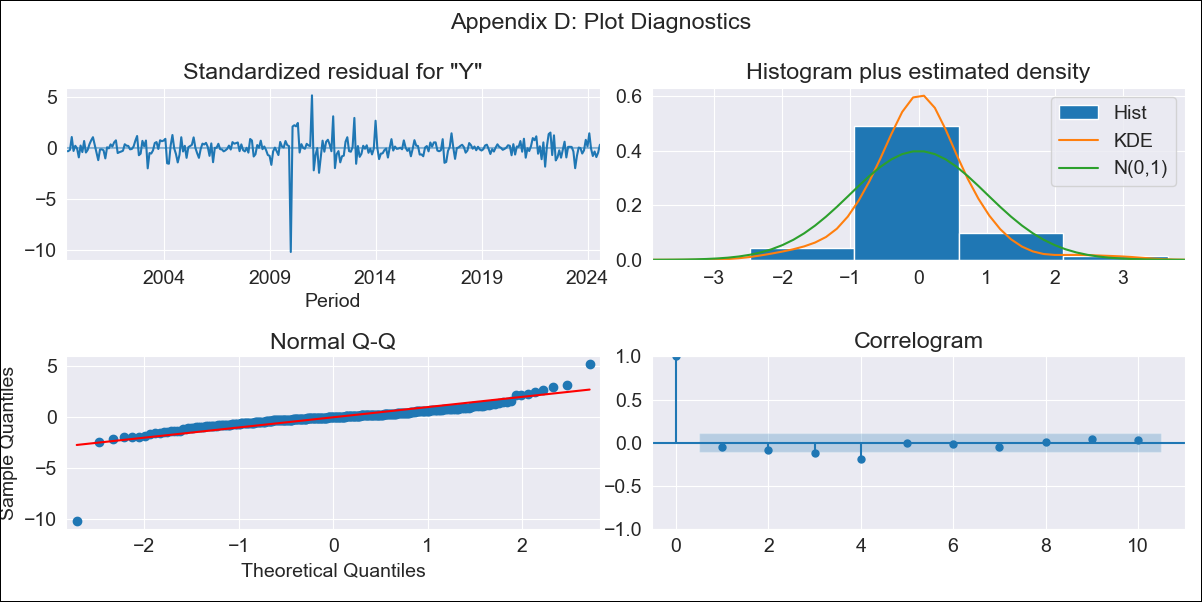 Appendix D: Plot Diagnostics
Standardized residual for "Y"
5
0
−5
−10
2004 2009 2014 2019 2024
Period
Histogram plus estimated density
0.6
0.4
0.2
0.0
−3 −2 −1 0 1 2 3
Hist
KDE
N(0,1)
Normal Q-Q
Sample Quantiles
5
0
−5
−10
−2 −1 0 1 2
Theoretical Quantiles
Correlogram
1.0
0.5
0.0
−0.5
−1.0
0 2 4 6 8 10